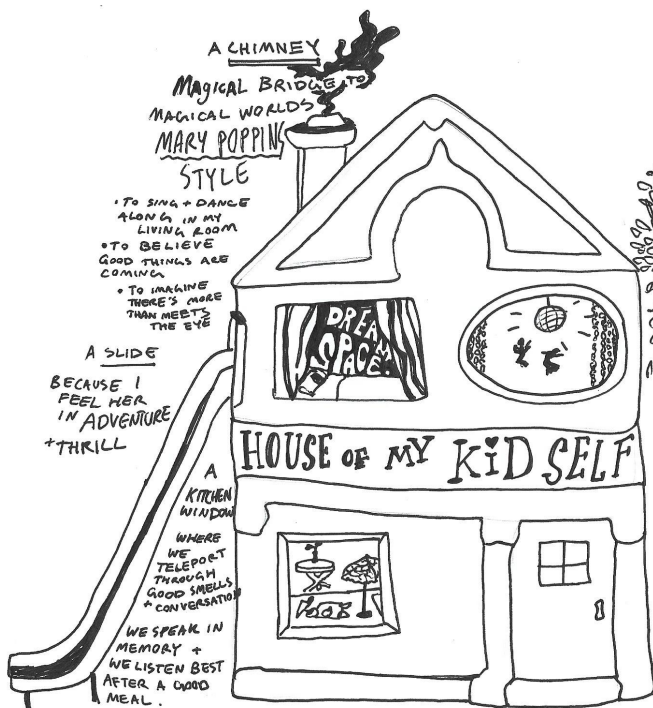 A CHIMNEY
MAGICAL BRIDGE TO
MAGICAL WORLDS
MARY POPPINS
STYLE
• TO SING + DANCE
ALONG IN MY
LIVING ROOM
• TO BELIEVE
GOOD THINGS ARE
COMING
• TO IMAGINE
THERE'S MORE
THAN MEETS
THE EYE
A SLIDE
BECAUSE I
FEEL HER
IN ADVENTURE
+ THRILL
DREAM
SPACE.
HOUSE OF MY KiD SELF
A
KITCHEN
WINDOW
WHERE
WE
TELEPORT
THROUGH
GOOD SMELLS
+ CONVERSATION
WE SPEAK IN
MEMORY +
WE LISTEN BEST
AFTER A GOOD
MEAL.